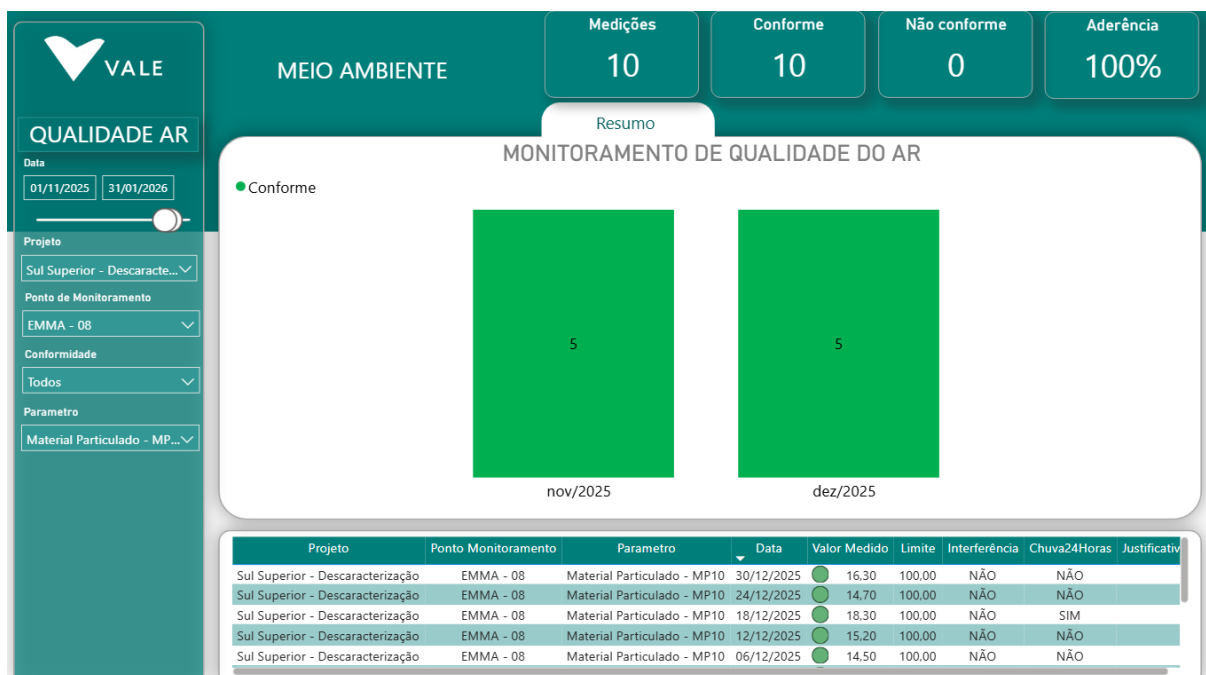 VALE
MEIO AMBIENTE
Medições
10
Conforme
10
Não conforme
0
Aderência
100%
QUALIDADE AR
Data
01/11/2025 31/01/2026
Projeto
Sul Superior - Descaracte...
Ponto de Monitoramento
EMMA - 08
Conformidade
Todos
Parametro
Material Particulado - MP...
Resumo
MONITORAMENTO DE QUALIDADE DO AR
Conforme
5 5
nov/2025 dez/2025
Projeto Ponto Monitoramento Parametro Data Valor Medido Limite Interferência Chuva24Horas Justificativ
Sul Superior - Descaracterização EMMA - 08 Material Particulado - MP10 30/12/2025 16,30 100,00 NÃO NÃO
Sul Superior - Descaracterização EMMA - 08 Material Particulado - MP10 24/12/2025 14,70 100,00 NÃO NÃO
Sul Superior - Descaracterização EMMA - 08 Material Particulado - MP10 18/12/2025 18,30 100,00 NÃO SIM
Sul Superior - Descaracterização EMMA - 08 Material Particulado - MP10 12/12/2025 15,20 100,00 NÃO NÃO
Sul Superior - Descaracterização EMMA - 08 Material Particulado - MP10 06/12/2025 14,50 100,00 NÃO NÃO